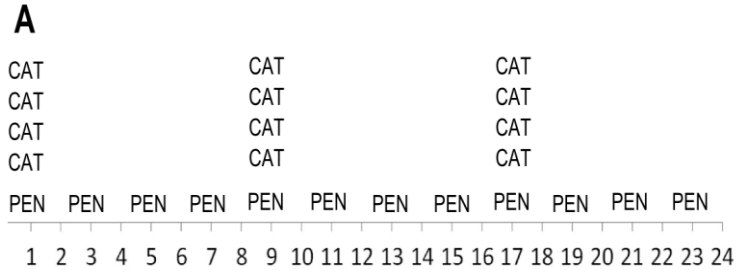 A
CAT CAT CAT
CAT CAT CAT
CAT CAT CAT
CAT CAT CAT
PEN PEN PEN PEN PEN PEN PEN PEN PEN PEN PEN PEN
1 2 3 4 5 6 7 8 9 10 11 12 13 14 15 16 17 18 19 20 21 22 23 24